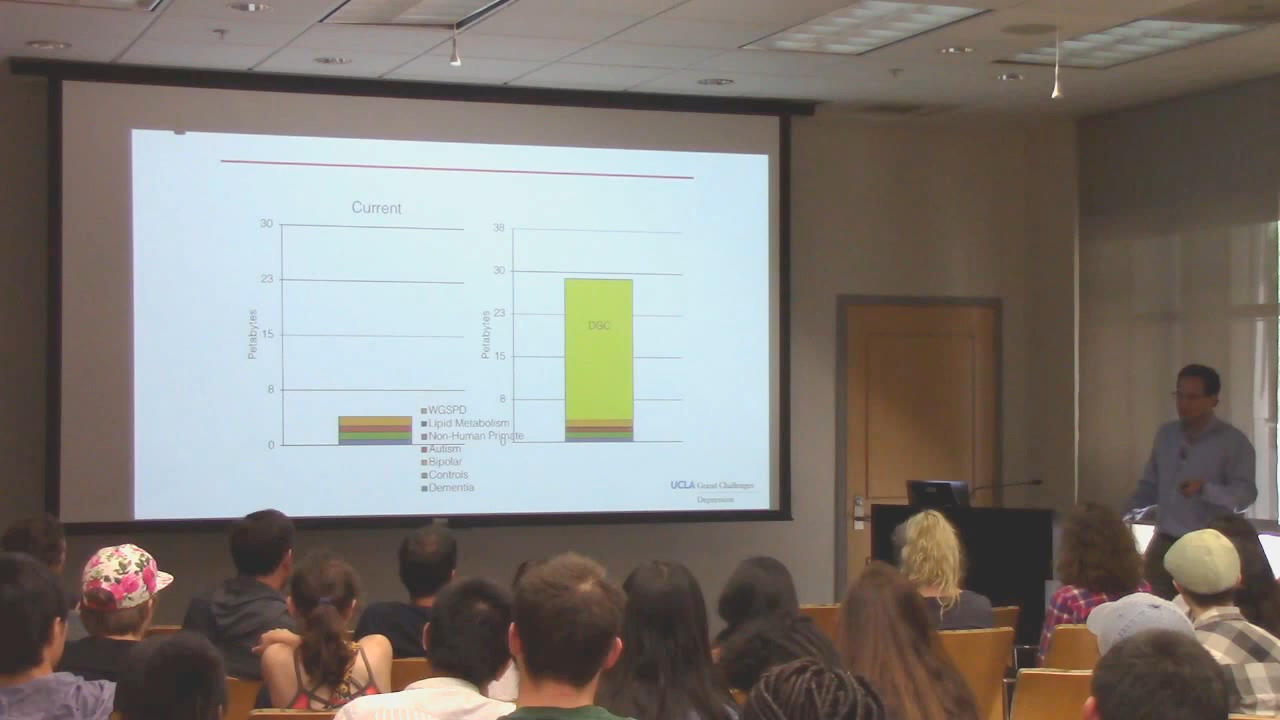 Current
30
23
15
8
0
Petabytes
WGSPD
Lipid Metabolism
Non-Human Primate
Autism
Bipolar
Controls
Dementia
38
30
23
15
8
0
Petabytes
DGC
UCLA Grand Challenges
Depression